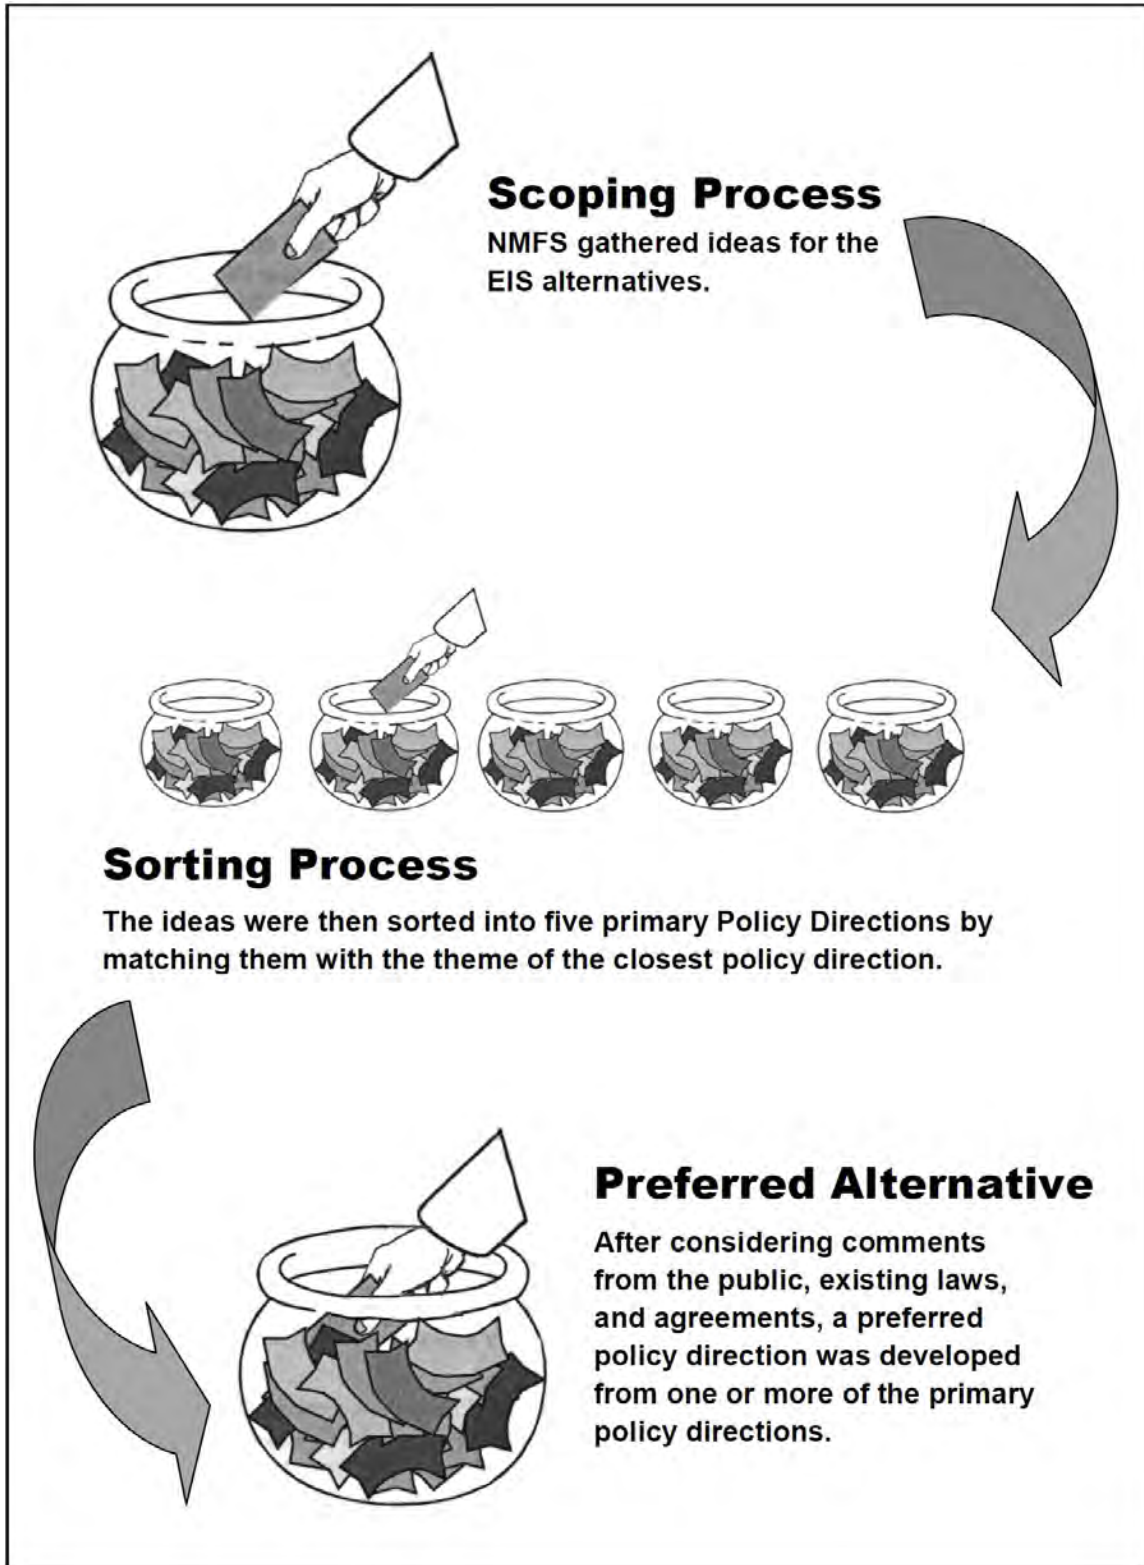 Scoping Process
NMFS gathered ideas for the
EIS alternatives.
Sorting Process
The ideas were then sorted into five primary Policy Directions by
matching them with the theme of the closest policy direction.
Preferred Alternative
After considering comments
from the public, existing laws,
and agreements, a preferred
policy direction was developed
from one or more of the primary
policy directions.